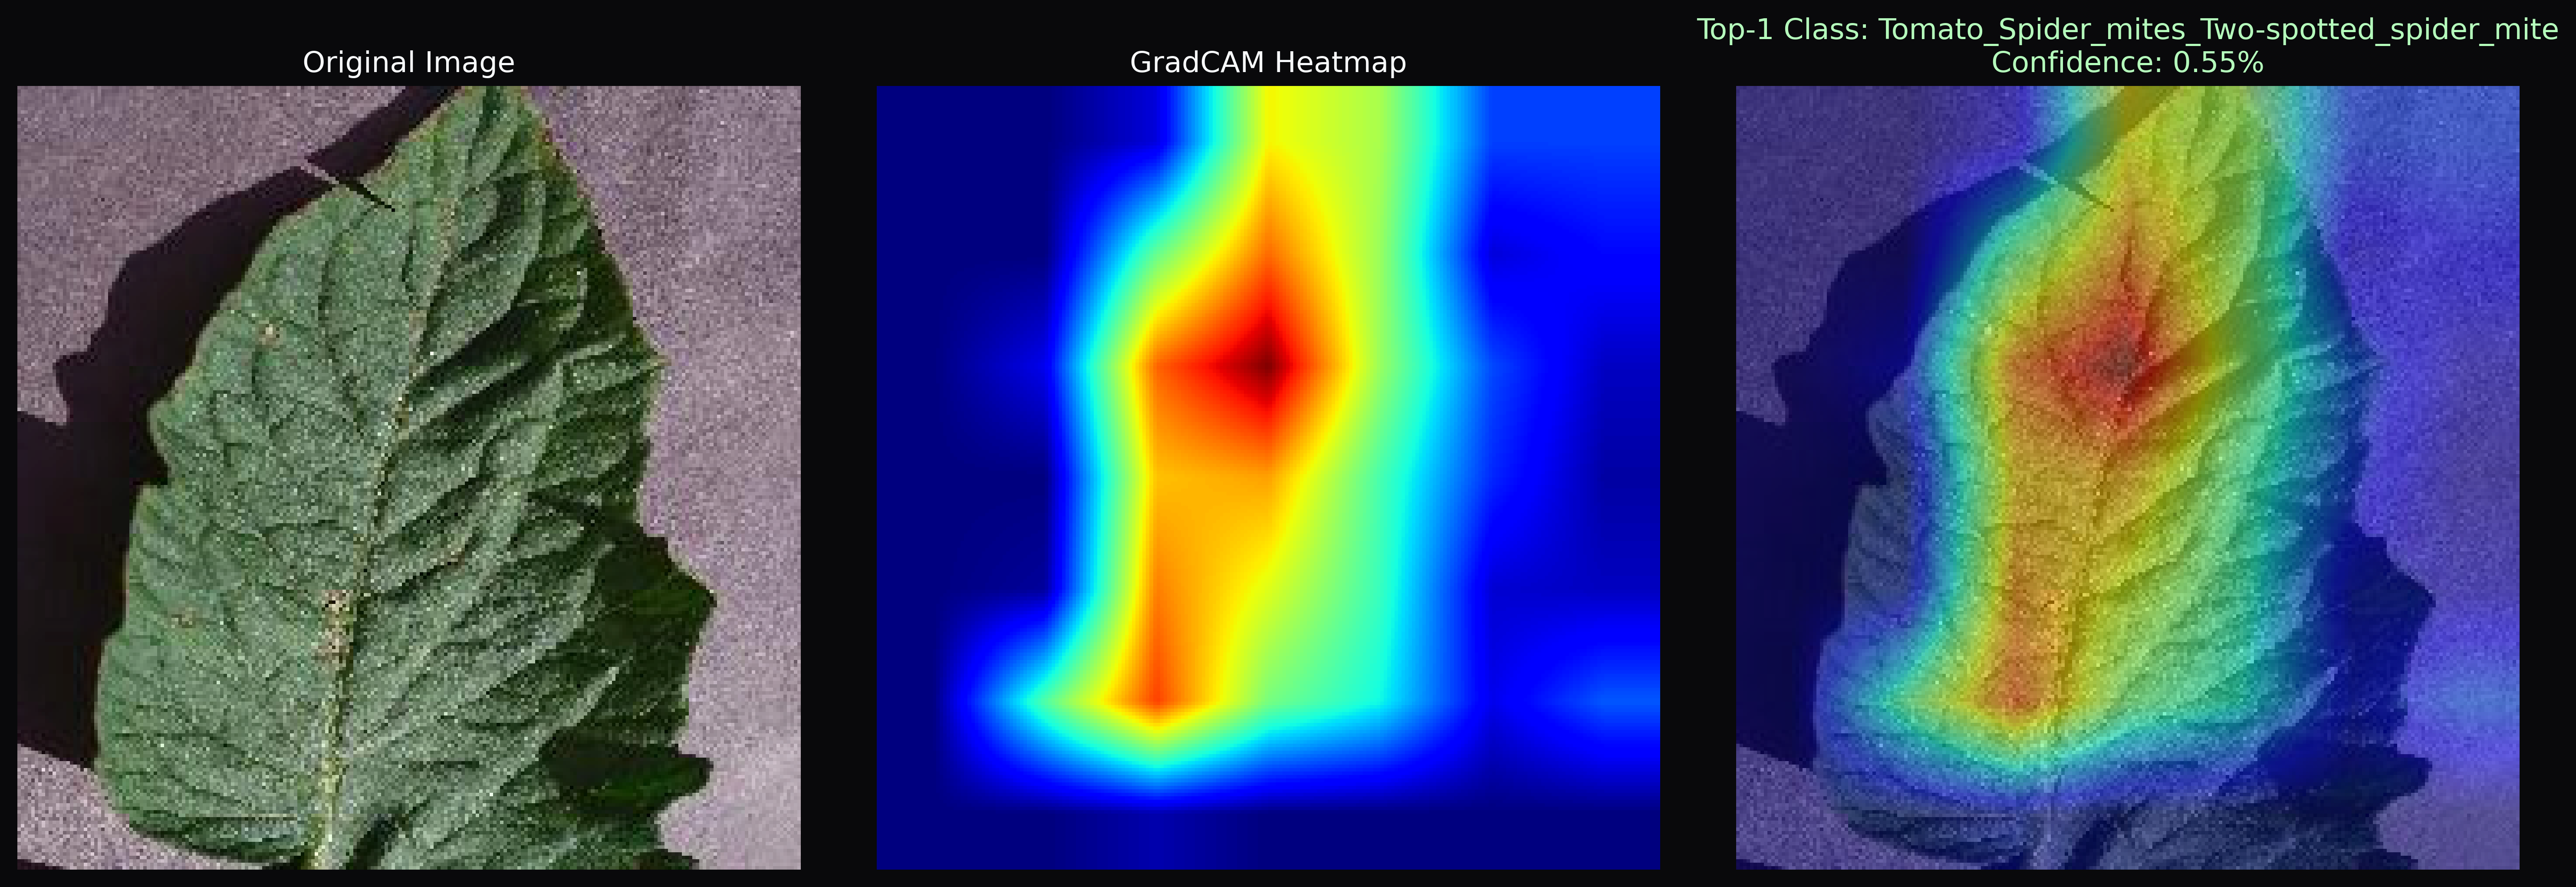 Original Image
GradCAM Heatmap
Top-1 Class: Tomato_Spider_mites_Two-spotted_spider_mite
Confidence: 0.55%